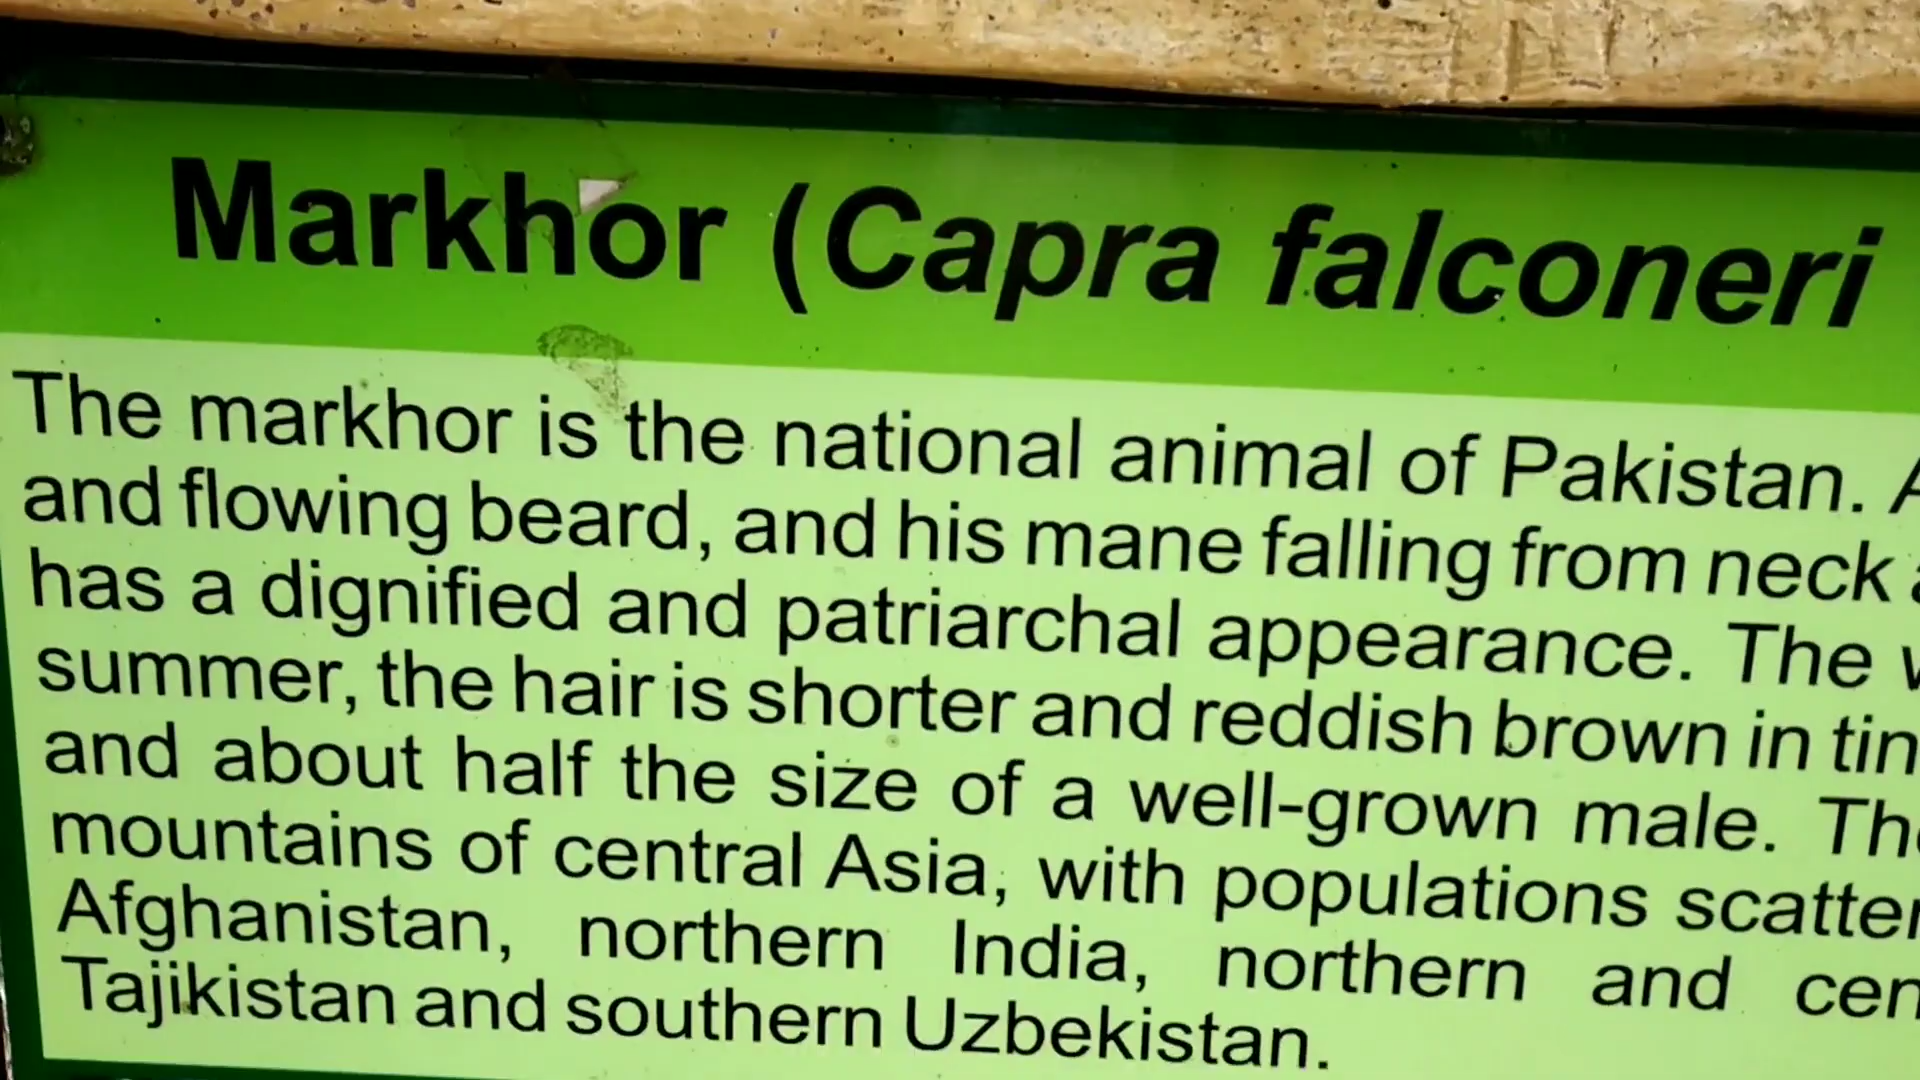 Markhor (Capra falconeri
The markhor is the national animal of Pakistan.
and flowing beard, and his mane falling from neck
has a dignified and patriarchal appearance. The
summer, the hair is shorter and reddish brown in
and about half the size of a well-grown male.
mountains of central Asia, with populations
Afghanistan, northern India, northern and
Tajikistan and southern Uzbekistan.